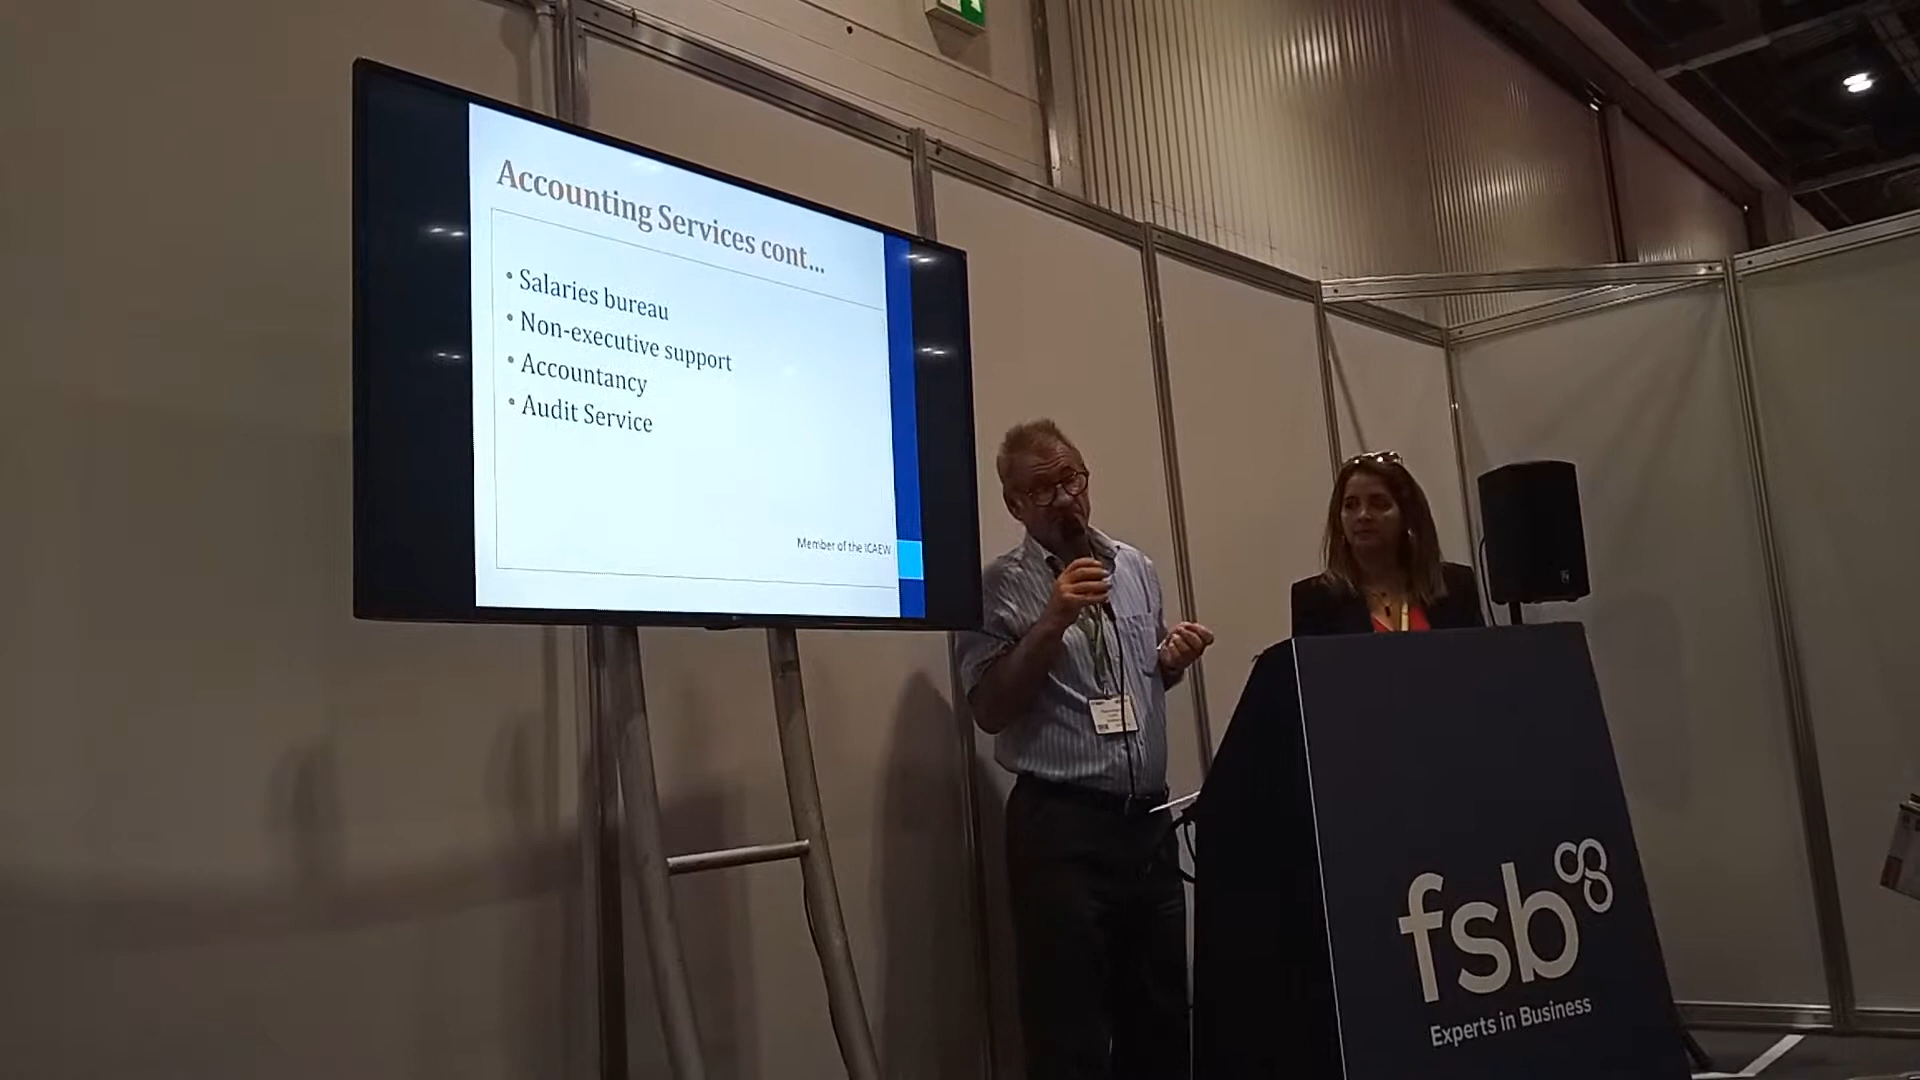 Accounting Services cont...
• Salaries bureau
• Non-executive support
• Accountancy
• Audit Service
Member of the ICAEW
fsb
Experts in Business